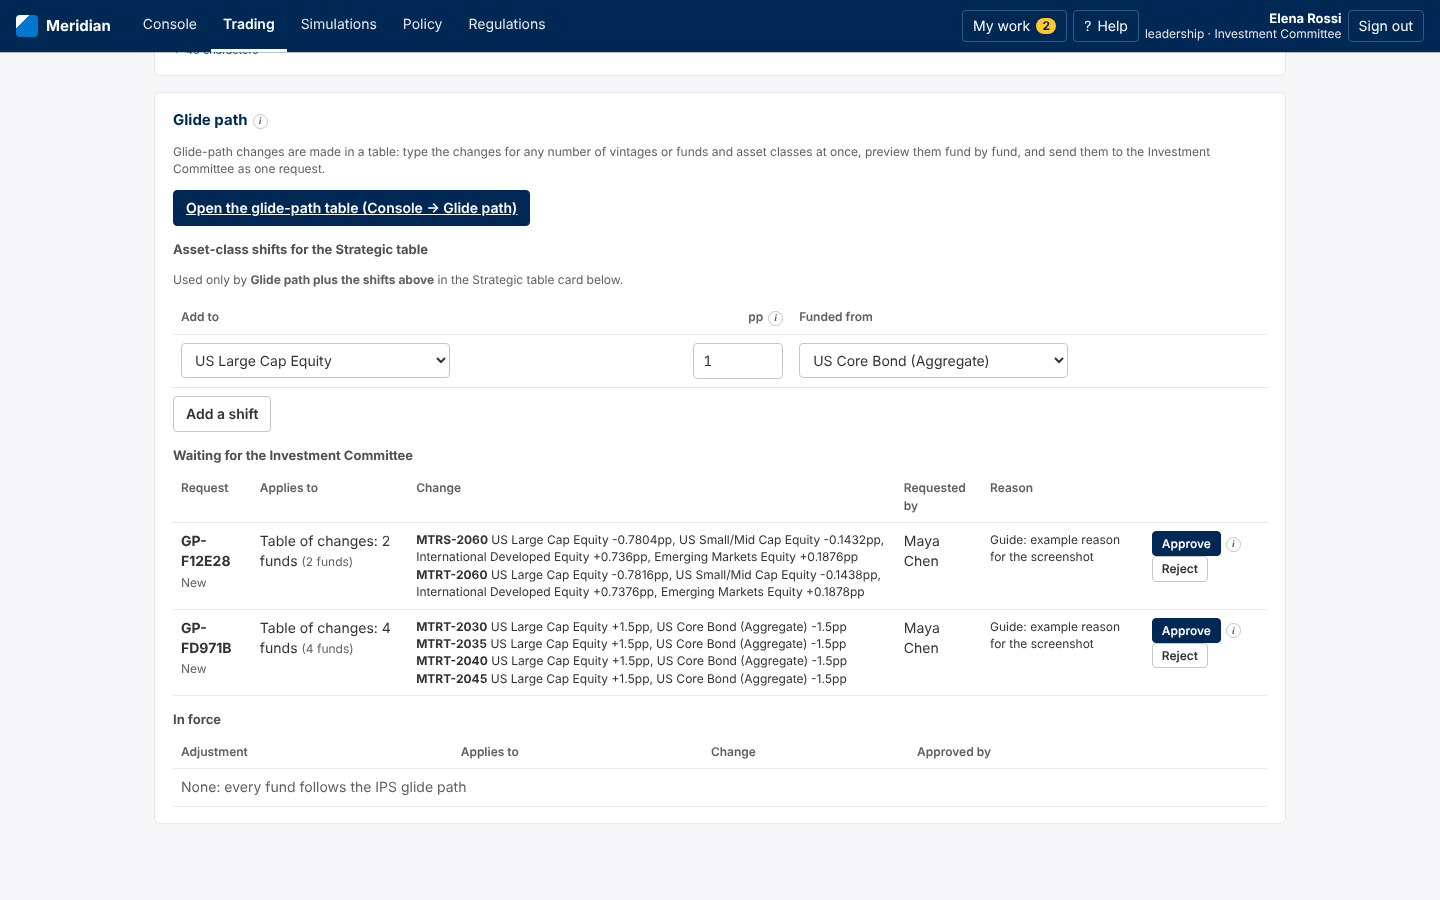 Meridian
Console
Trading
Simulations
Policy
Regulations
My work 2
? Help
Elena Rossi
leadership · Investment Committee
Sign out
Glide path i
Glide-path changes are made in a table: type the changes for any number of vintages or funds and asset classes at once, preview them fund by fund, and send them to the Investment
Committee as one request.
Open the glide-path table (Console → Glide path)
Asset-class shifts for the Strategic table
Used only by Glide path plus the shifts above in the Strategic table card below.
Add to
pp i
Funded from
US Large Cap Equity
1
US Core Bond (Aggregate)
Add a shift
Waiting for the Investment Committee
Request
Applies to
Change
Requested
by
Reason
GP-
F12E28
New
Table of changes: 2
funds (2 funds)
MTRS-2060 US Large Cap Equity -0.7804pp, US Small/Mid Cap Equity -0.1432pp,
International Developed Equity +0.736pp, Emerging Markets Equity +0.1876pp
MTRT-2060 US Large Cap Equity -0.7816pp, US Small/Mid Cap Equity -0.1438pp,
International Developed Equity +0.7376pp, Emerging Markets Equity +0.1878pp
Maya
Chen
Guide: example reason
for the screenshot
Approve i
Reject
GP-
FD971B
New
Table of changes: 4
funds (4 funds)
MTRT-2030 US Large Cap Equity +1.5pp, US Core Bond (Aggregate) -1.5pp
MTRT-2035 US Large Cap Equity +1.5pp, US Core Bond (Aggregate) -1.5pp
MTRT-2040 US Large Cap Equity +1.5pp, US Core Bond (Aggregate) -1.5pp
MTRT-2045 US Large Cap Equity +1.5pp, US Core Bond (Aggregate) -1.5pp
Maya
Chen
Guide: example reason
for the screenshot
Approve i
Reject
In force
Adjustment
Applies to
Change
Approved by
None: every fund follows the IPS glide path